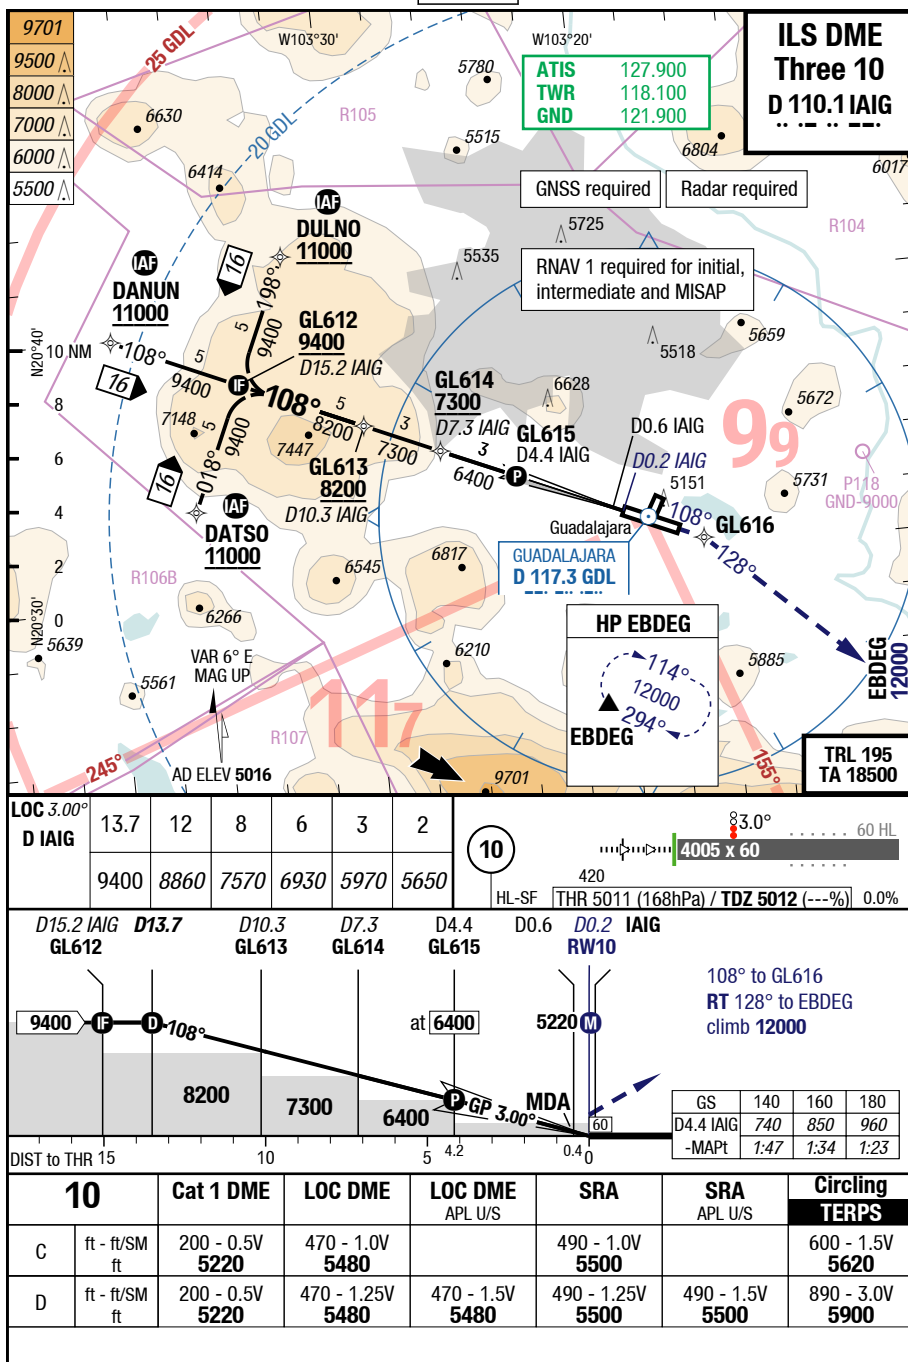 9701
9500
8000
7000
6000
5500
25 GDL
20 GDL
W103°30'
W103°20'
ILS DME
Three 10
D 110.1 IAIG
ATIS 127.900
TWR 118.100
GND 121.900
GNSS required
Radar required
RNAV 1 required for initial,
intermediate and MISAP
5780
6630
R105
5515
6804
6017
6414
R104
IAF
DULNO
11000
5725
5535
IAF
DANUN
11000
16
198°
5
9400
GL612
9400
D15.2 IAIG
5659
5518
N20°40'
10 NM
108°
5
9400
16
IF
108°
5
8200
GL614
7300
D7.3 IAIG
6628
5672
99
3
7300
GL615
D4.4 IAIG
D0.6 IAIG
8
7148
7447
GL613
8200
D10.3 IAIG
3
6400
P
D0.2 IAIG
5151
5731
P118
GND-9000
6
5
9400
018°
16
IAF
DATSO
11000
Guadalajara
108°
GL616
128°
4
GUADALAJARA
D 117.3 GDL
2
R106B
6545
6817
6266
0
N20°30'
5639
HP EBDEG
114°
12000
294°
EBDEG
EBDEG
12000
VAR 6° E
MAG UP
6210
5885
5561
117
R107
245°
AD ELEV 5016
9701
155°
TRL 195
TA 18500
LOC 3.00°
D IAIG
13.7 12 8 6 3 2
9400 8860 7570 6930 5970 5650
10
HL-SF
420
3.0°
60 HL
4005 x 60
THR 5011 (168hPa) / TDZ 5012 (---%) 0.0%
D15.2 IAIG D13.7 D10.3 D7.3 D4.4 D0.6 D0.2 IAIG
GL612 GL613 GL614 GL615 RW10
9400 IF D 108°
at 6400
5220 M
108° to GL616
RT 128° to EBDEG
climb 12000
8200
7300
6400
P
GP 3.00°
MDA
60
GS 140 160 180
D4.4 IAIG 740 850 960
-MAPt 1:47 1:34 1:23
DIST to THR 15 10 5 4.2 0.4 0
10 Cat 1 DME LOC DME LOC DME SRA SRA Circling
APL U/S APL U/S TERPS
C ft - ft/SM 200 - 0.5V 470 - 1.0V 490 - 1.0V 600 - 1.5V
ft 5220 5480 5500 5620
D ft - ft/SM 200 - 0.5V 470 - 1.25V 470 - 1.5V 490 - 1.25V 490 - 1.5V 890 - 3.0V
ft 5220 5480 5480 5500 5500 5900